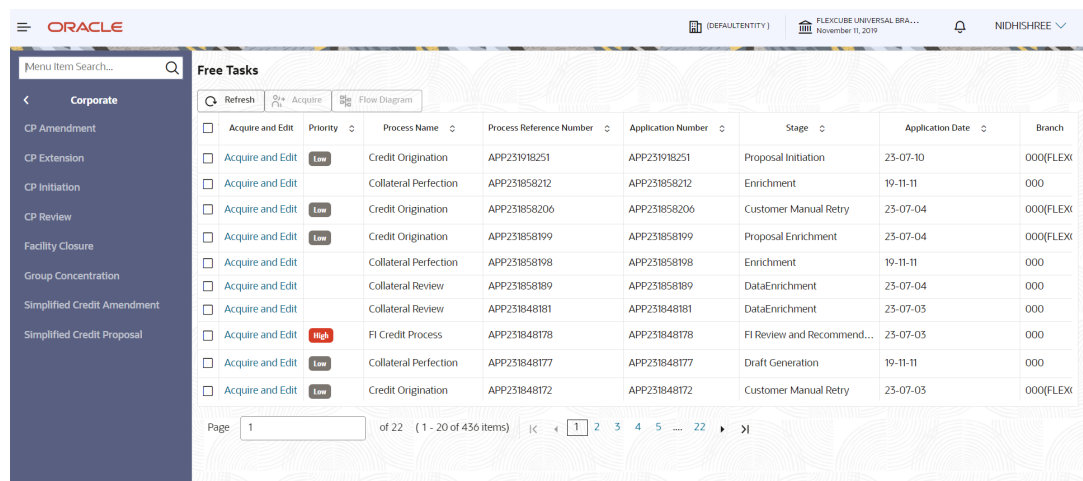 ORACLE
(DEFAULTENTITY )
FLEXCUBE UNIVERSAL BRA...
November 11, 2019
NIDHISHREE
Menu Item Search...
Corporate
CP Amendment
CP Extension
CP Initiation
CP Review
Facility Closure
Group Concentration
Simplified Credit Amendment
Simplified Credit Proposal
Free Tasks
Refresh Acquire Flow Diagram
Acquire and Edit Priority Process Name Process Reference Number Application Number Stage Application Date Branch
Acquire and Edit Low Credit Origination APP231918251 APP231918251 Proposal Initiation 23-07-10 000(FLEX
Acquire and Edit Collateral Perfection APP231858212 APP231858212 Enrichment 19-11-11 000
Acquire and Edit Low Credit Origination APP231858206 APP231858206 Customer Manual Retry 23-07-04 000(FLEX
Acquire and Edit Low Credit Origination APP231858199 APP231858199 Proposal Enrichment 23-07-04 000(FLEX
Acquire and Edit Collateral Perfection APP231858198 APP231858198 Enrichment 19-11-11 000
Acquire and Edit Collateral Review APP231858189 APP231858189 DataEnrichment 23-07-04 000
Acquire and Edit Collateral Review APP231848181 APP231848181 DataEnrichment 23-07-03 000
Acquire and Edit High FI Credit Process APP231848178 APP231848178 FI Review and Recommend... 23-07-03 000
Acquire and Edit Low Collateral Perfection APP231848177 APP231848177 Draft Generation 19-11-11 000
Acquire and Edit Low Credit Origination APP231848172 APP231848172 Customer Manual Retry 23-07-03 000(FLEX
Page 1 of 22 ( 1 - 20 of 436 items) 1 2 3 4 5 .... 22